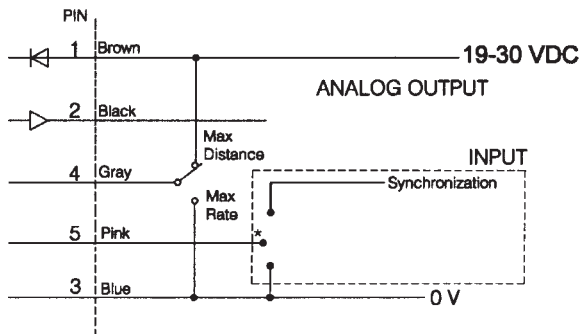 PIN
1 Brown
19-30 VDC
ANALOG OUTPUT
2 Black
Max
Distance
INPUT
4 Gray
Synchronization
Max
Rate
5 Pink
*
3 Blue
0 V